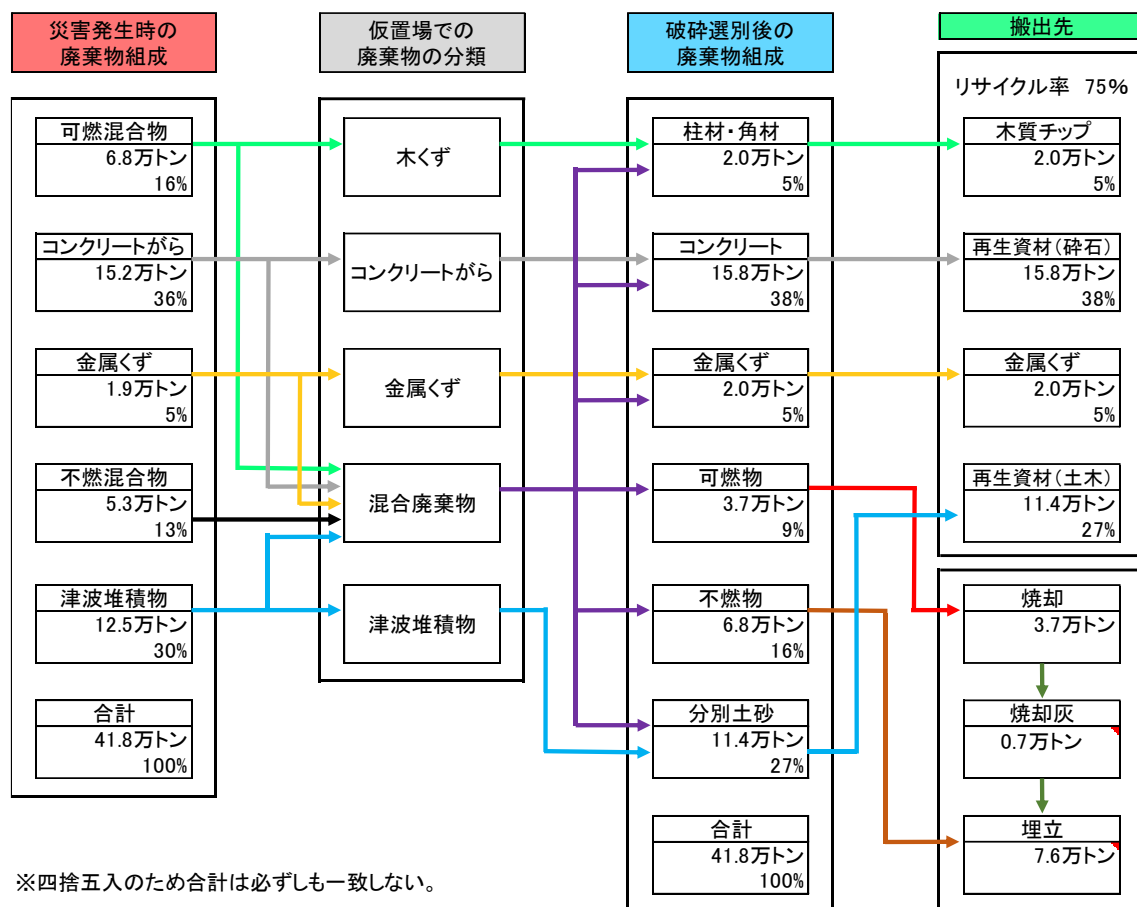 災害発生時の
廃棄物組成
可燃混合物
6.8万トン
16%
コンクリートがら
15.2万トン
36%
金属くず
1.9万トン
5%
不燃混合物
5.3万トン
13%
津波堆積物
12.5万トン
30%
合計
41.8万トン
100%
仮置場での
廃棄物の分類
木くず
コンクリートがら
金属くず
混合廃棄物
津波堆積物
破砕選別後の
廃棄物組成
柱材・角材
2.0万トン
5%
コンクリート
15.8万トン
38%
金属くず
2.0万トン
5%
可燃物
3.7万トン
9%
不燃物
6.8万トン
16%
分別土砂
11.4万トン
27%
合計
41.8万トン
100%
搬出先
リサイクル率 75%
木質チップ
2.0万トン
5%
再生資材(砕石)
15.8万トン
38%
金属くず
2.0万トン
5%
再生資材(土木)
11.4万トン
27%
焼却
3.7万トン
焼却灰
0.7万トン
埋立
7.6万トン
※四捨五入のため合計は必ずしも一致しない。